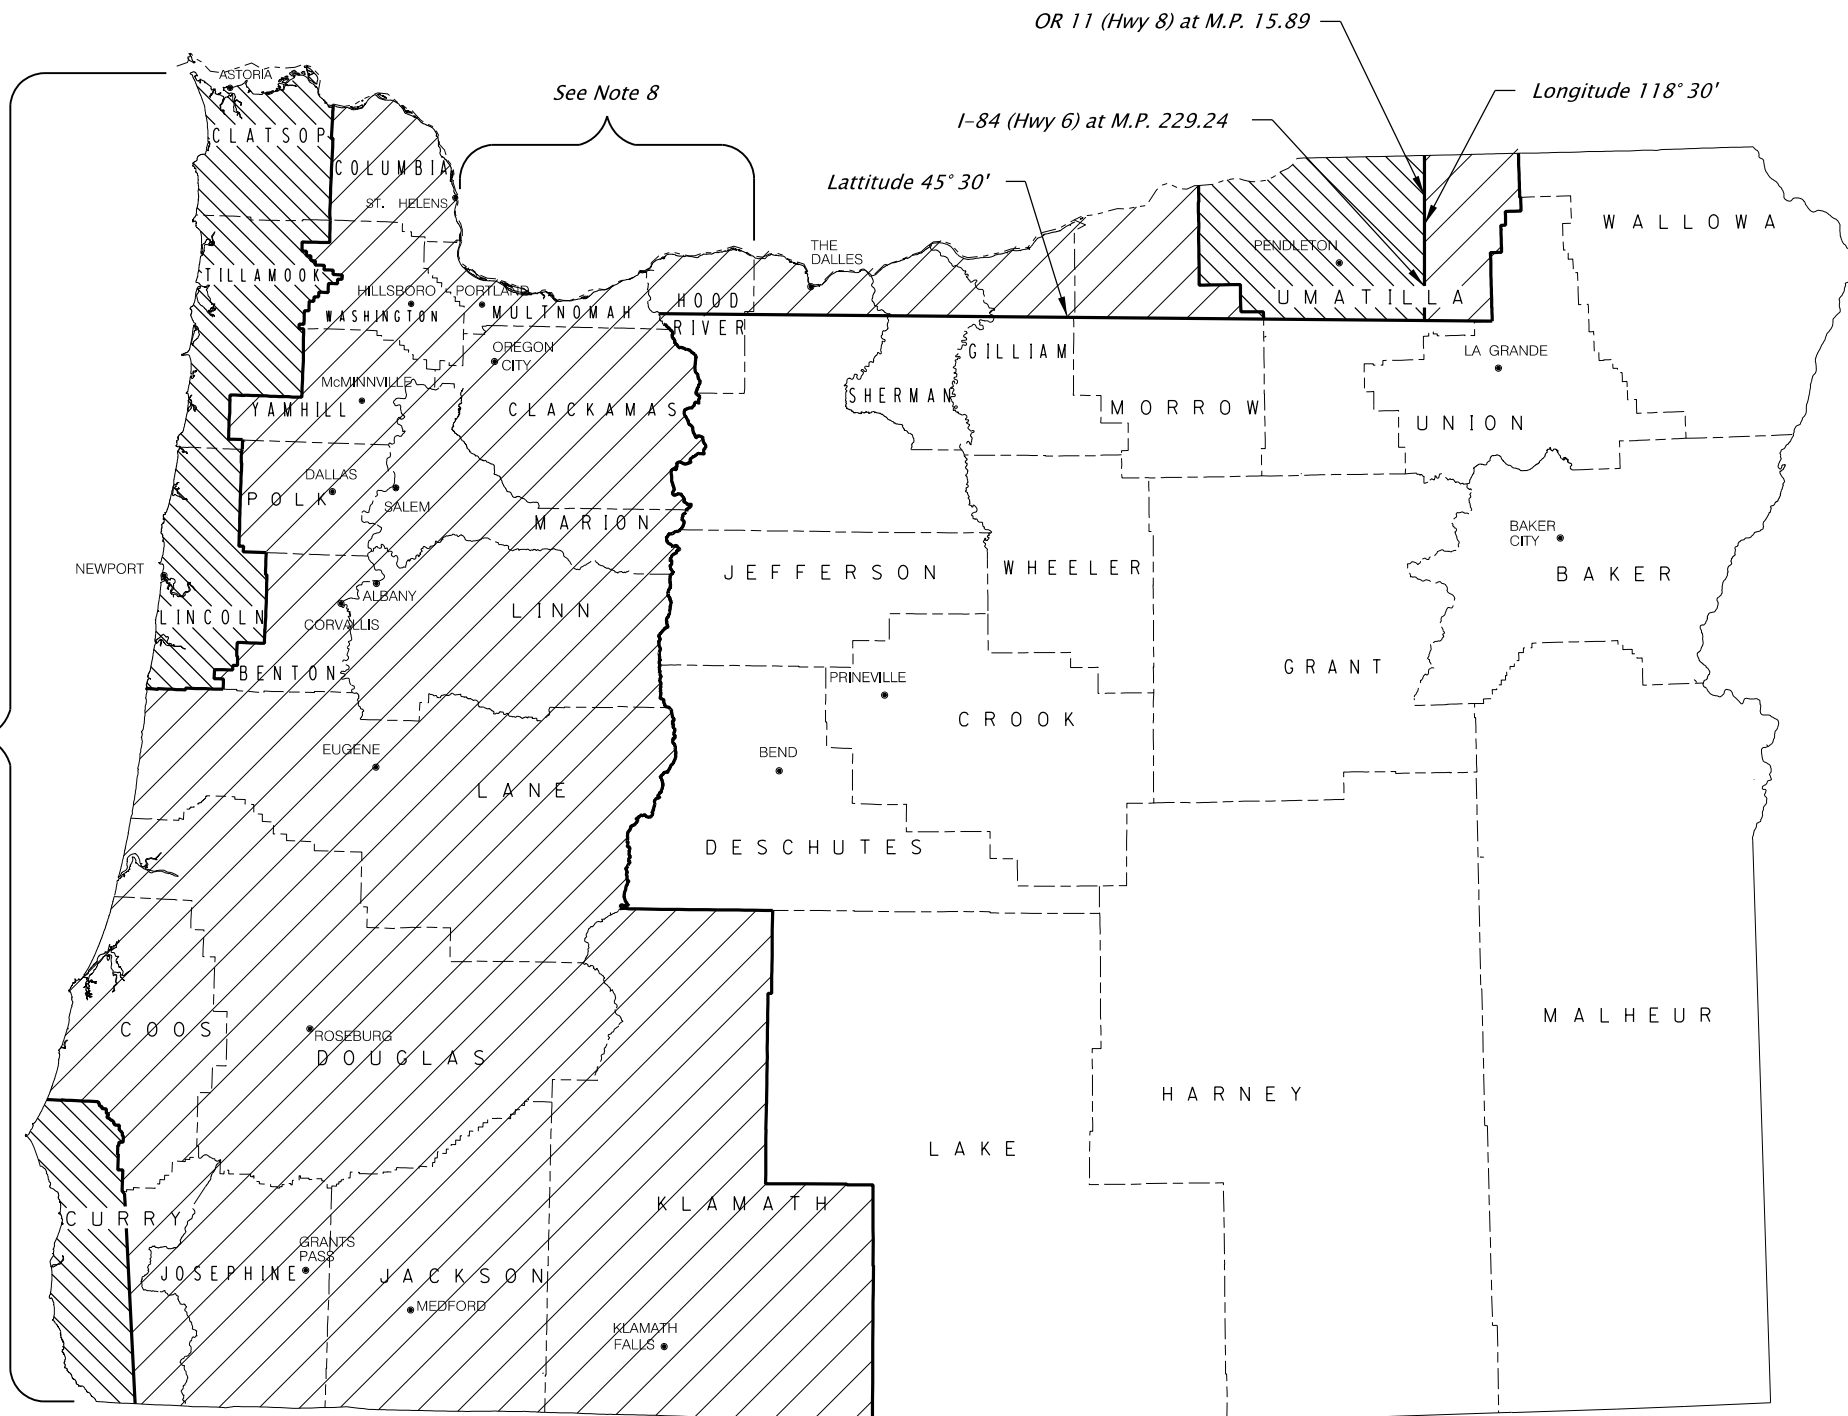 OR 11 (Hwy 8) at M.P. 15.89
See Note 8
Longitude 118° 30'
I-84 (Hwy 6) at M.P. 229.24
Lattitude 45° 30'
ASTORIA
CLATSOP
COLUMBIA
ST. HELENS
TILLAMOOK
HILLSBORO
PORTLAND
WASHINGTON
MULTNOMAH
HOOD
RIVER
THE
DALLES
PENDLETON
UMATILLA
WALLOWA
OREGON
CITY
McMINNVILLE
YAMHILL
CLACKAMAS
SHERMAN
GILLIAM
MORROW
LA GRANDE
UNION
DALLAS
POLK
SALEM
MARION
NEWPORT
LINCOLN
ALBANY
CORVALLIS
BENTON
LINN
JEFFERSON
WHEELER
BAKER
CITY
BAKER
GRANT
PRINEVILLE
CROOK
EUGENE
LANE
BEND
DESCHUTES
COOS
ROSEBURG
DOUGLAS
MALHEUR
HARNEY
LAKE
KLAMATH
CURRY
GRANTS
PASS
JOSEPHINE
JACKSON
MEDFORD
KLAMATH
FALLS